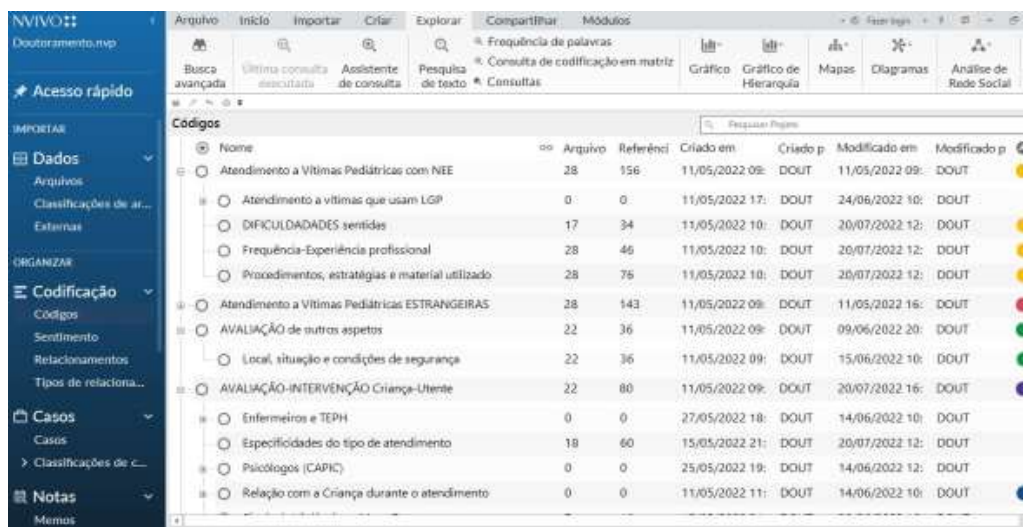 NVIVO
Arquivo Início Importar Criar Explorar Compartilhar Módulos
Doutoramento.nvp
Acesso rápido
IMPORTAR
Dados
Arquivos
Classificações de ar...
Externas
ORGANIZAR
Codificação
Códigos
Sentimento
Relacionamentos
Tipos de relaciona...
Casos
Casos
Classificações de c...
Notas
Memos
Busca avançada
Última consulta executada
Assistente de consulta
Pesquisa de texto
Frequência de palavras
Consulta de codificação em matriz
Consultas
Gráfico
Gráfico de Hierarquia
Mapas
Diagramas
Análise de Rede Social
Códigos
Pesquisar Projeto
Nome Arquivo Referênci Criado em Criado p Modificado em Modificado p
Atendimento a Vítimas Pediátricas com NEE 28 156 11/05/2022 09: DOUT 11/05/2022 09: DOUT
Atendimento a vítimas que usam LGP 0 0 11/05/2022 17: DOUT 24/06/2022 10: DOUT
DIFICULDADADES sentidas 17 34 11/05/2022 10: DOUT 20/07/2022 12: DOUT
Frequência-Experiência profissional 28 46 11/05/2022 10: DOUT 20/07/2022 12: DOUT
Procedimentos, estratégias e material utilizado 28 76 11/05/2022 10: DOUT 20/07/2022 12: DOUT
Atendimento a Vítimas Pediátricas ESTRANGEIRAS 28 143 11/05/2022 09: DOUT 11/05/2022 16: DOUT
AVALIAÇÃO de outros aspetos 22 36 11/05/2022 09: DOUT 09/06/2022 20: DOUT
Local, situação e condições de segurança 22 36 11/05/2022 09: DOUT 15/06/2022 10: DOUT
AVALIAÇÃO-INTERVENÇÃO Criança-Utente 22 80 11/05/2022 09: DOUT 20/07/2022 16: DOUT
Enfermeiros e TEPH 0 0 27/05/2022 18: DOUT 14/06/2022 10: DOUT
Especificidades do tipo de atendimento 18 60 15/05/2022 21: DOUT 20/07/2022 12: DOUT
Psicólogos (CAPIC) 0 0 25/05/2022 19: DOUT 14/06/2022 12: DOUT
Relação com a Criança durante o atendimento 0 0 11/05/2022 11: DOUT 14/06/2022 10: DOUT